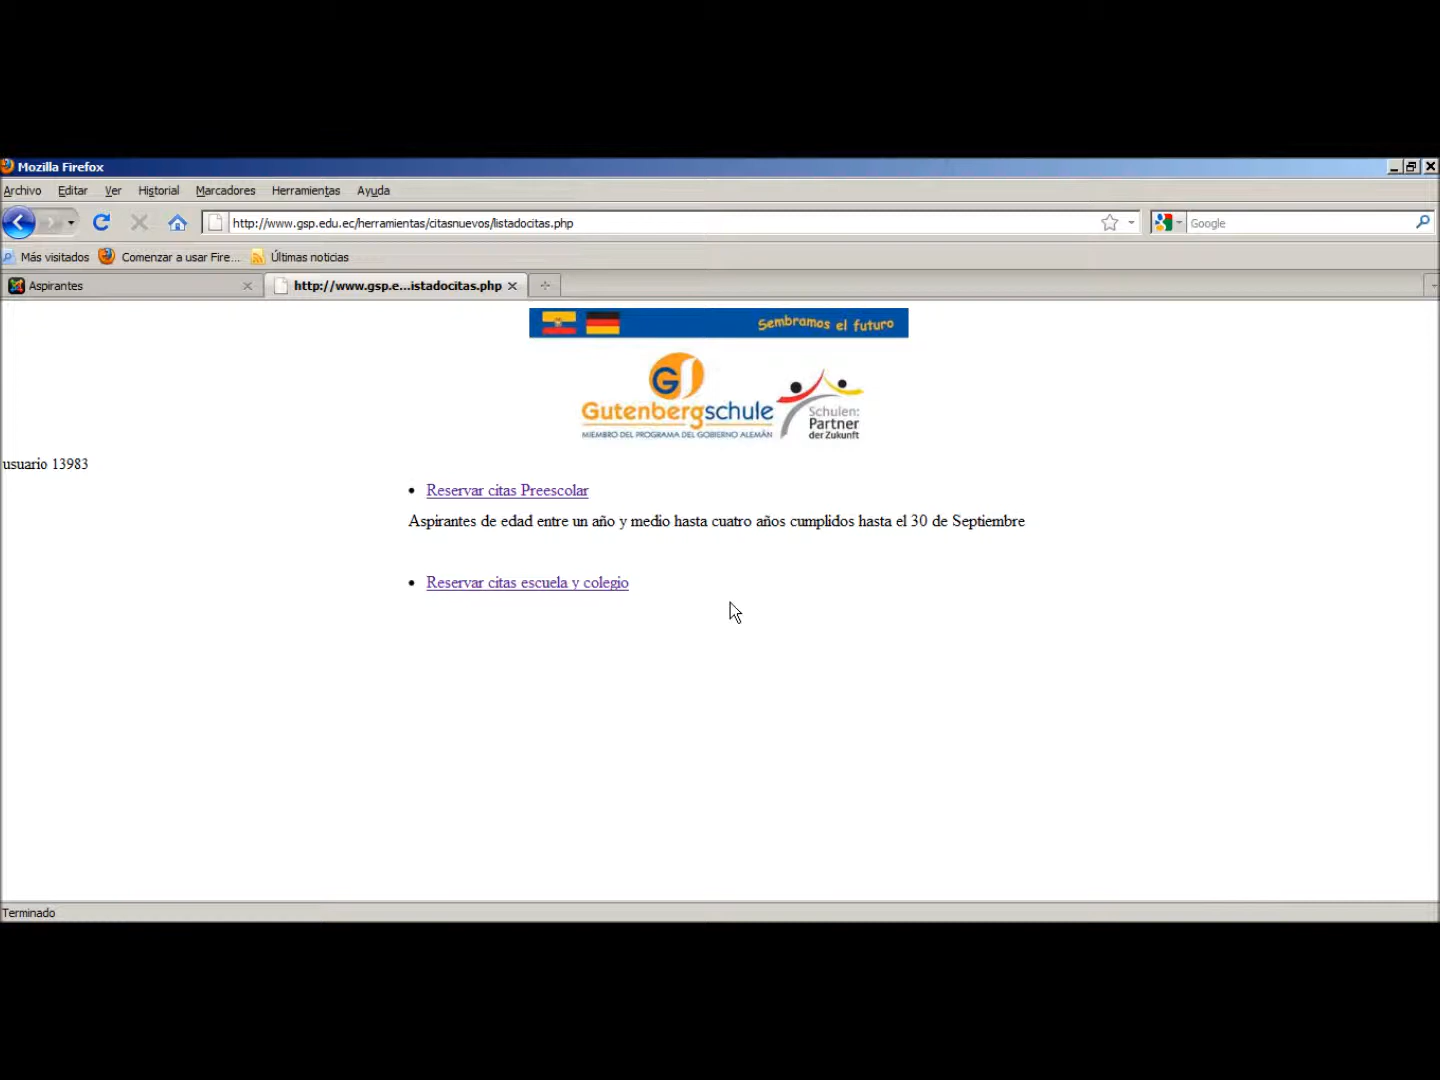 Mozilla Firefox
Archivo Editar Ver Historial Marcadores Herramientas Ayuda
http://www.gsp.edu.ec/herramientas/citasnuevos/listadocitas.php Google
Más visitados Comenzar a usar Fire... Últimas noticias
Aspirantes http://www.gsp.e...istadocitas.php
Sembramos el futuro
Gutenbergschule
MIEMBRO DEL PROGRAMA DEL GOBIERNO ALEMÁN
Schulen:
Partner
der Zukunft
usuario 13983
Reservar citas Preescolar
Aspirantes de edad entre un año y medio hasta cuatro años cumplidos hasta el 30 de Septiembre
Reservar citas escuela y colegio
Terminado